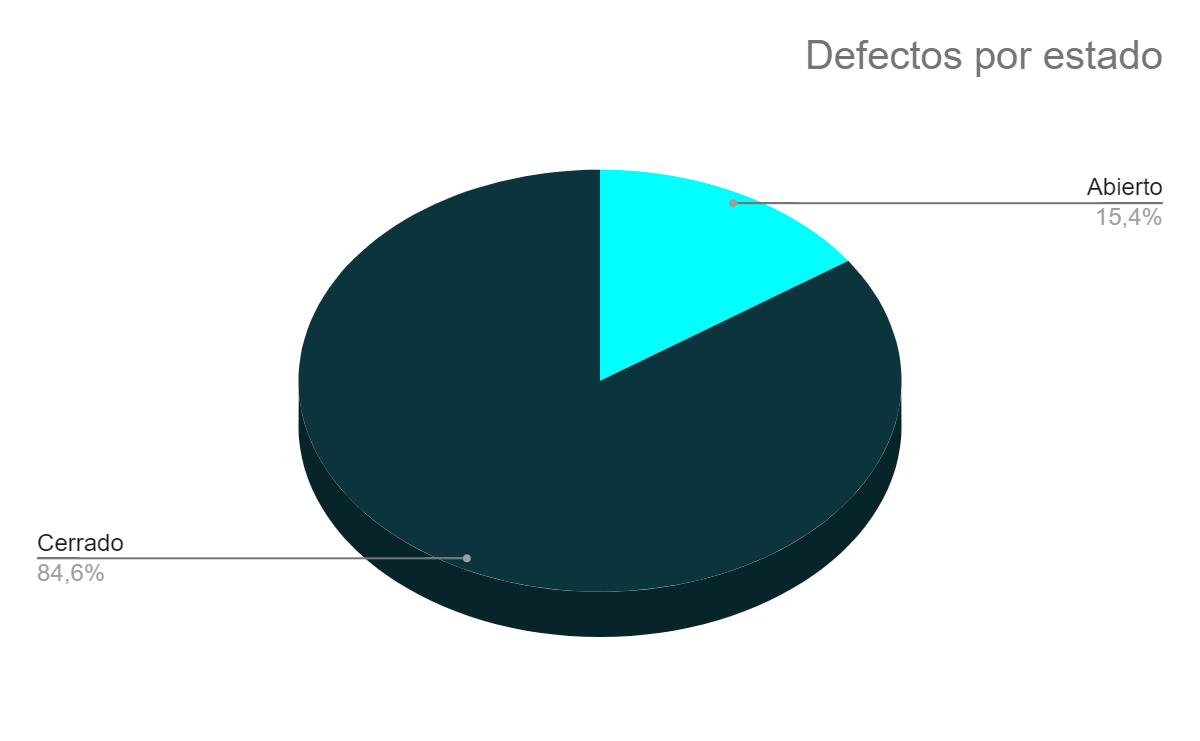 Defectos por estado
Abierto
15,4%
Cerrado
84,6%